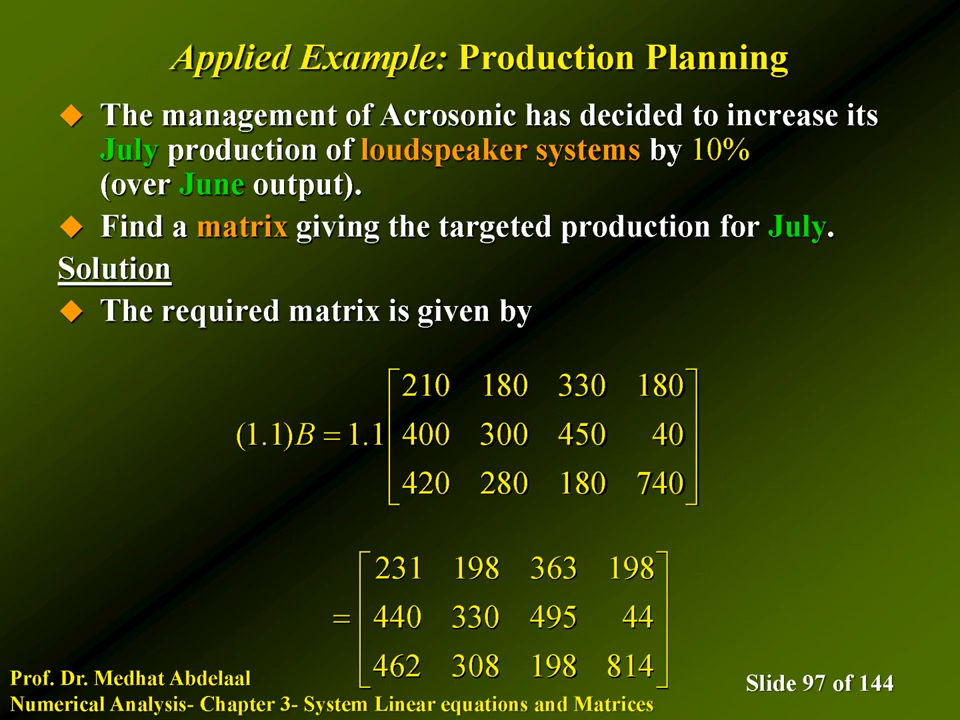 Applied Example: Production Planning
◆ The management of Acrosonic has decided to increase its
July production of loudspeaker systems by 10%
(over June output).
◆ Find a matrix giving the targeted production for July.
Solution
◆ The required matrix is given by
210 180 330 180
(1.1)B = 1.1 400 300 450 40
420 280 180 740
231 198 363 198
= 440 330 495 44
462 308 198 814
Prof. Dr. Medhat Abdelaal
Numerical Analysis- Chapter 3- System Linear equations and Matrices
Slide 97 of 144